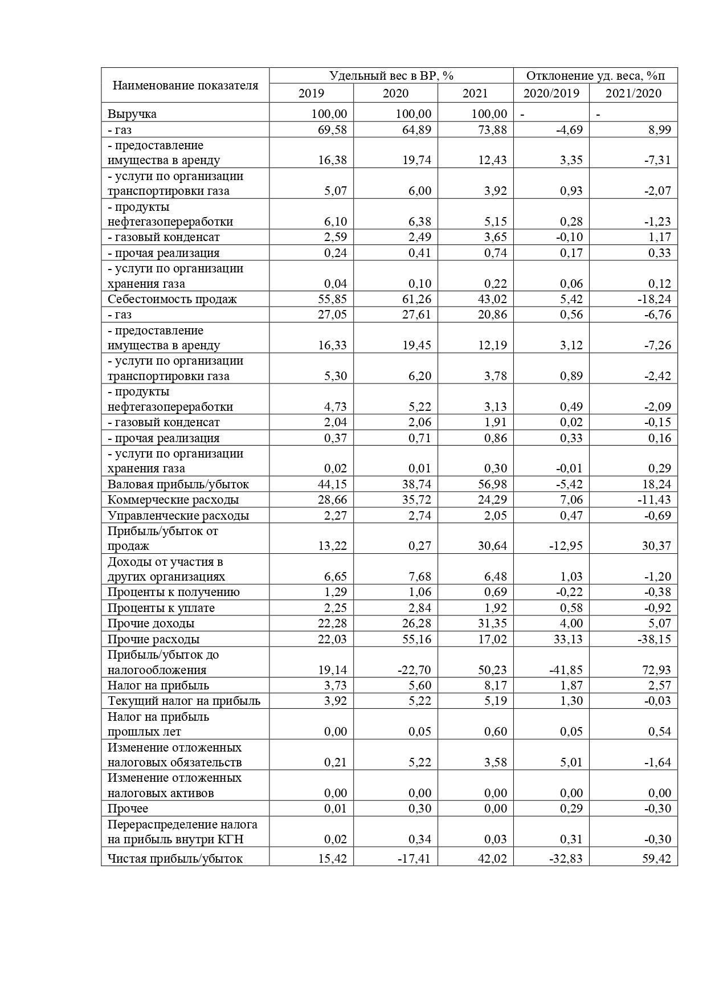 Наименование показателя Удельный вес в ВР, % Отклонение уд. веса, %п
2019 2020 2021 2020/2019 2021/2020
Выручка 100,00 100,00 100,00 - -
- газ 69,58 64,89 73,88 -4,69 8,99
- предоставление
имущества в аренду 16,38 19,74 12,43 3,35 -7,31
- услуги по организации
транспортировки газа 5,07 6,00 3,92 0,93 -2,07
- продукты
нефтегазопереработки 6,10 6,38 5,15 0,28 -1,23
- газовый конденсат 2,59 2,49 3,65 -0,10 1,17
- прочая реализация 0,24 0,41 0,74 0,17 0,33
- услуги по организации
хранения газа 0,04 0,10 0,22 0,06 0,12
Себестоимость продаж 55,85 61,26 43,02 5,42 -18,24
- газ 27,05 27,61 20,86 0,56 -6,76
- предоставление
имущества в аренду 16,33 19,45 12,19 3,12 -7,26
- услуги по организации
транспортировки газа 5,30 6,20 3,78 0,89 -2,42
- продукты
нефтегазопереработки 4,73 5,22 3,13 0,49 -2,09
- газовый конденсат 2,04 2,06 1,91 0,02 -0,15
- прочая реализация 0,37 0,71 0,86 0,33 0,16
- услуги по организации
хранения газа 0,02 0,01 0,30 -0,01 0,29
Валовая прибыль/убыток 44,15 38,74 56,98 -5,42 18,24
Коммерческие расходы 28,66 35,72 24,29 7,06 -11,43
Управленческие расходы 2,27 2,74 2,05 0,47 -0,69
Прибыль/убыток от
продаж 13,22 0,27 30,64 -12,95 30,37
Доходы от участия в
других организациях 6,65 7,68 6,48 1,03 -1,20
Проценты к получению 1,29 1,06 0,69 -0,22 -0,38
Проценты к уплате 2,25 2,84 1,92 0,58 -0,92
Прочие доходы 22,28 26,28 31,35 4,00 5,07
Прочие расходы 22,03 55,16 17,02 33,13 -38,15
Прибыль/убыток до
налогообложения 19,14 -22,70 50,23 -41,85 72,93
Налог на прибыль 3,73 5,60 8,17 1,87 2,57
Текущий налог на прибыль 3,92 5,22 5,19 1,30 -0,03
Налог на прибыль
прошлых лет 0,00 0,05 0,60 0,05 0,54
Изменение отложенных
налоговых обязательств 0,21 5,22 3,58 5,01 -1,64
Изменение отложенных
налоговых активов 0,00 0,00 0,00 0,00 0,00
Прочее 0,01 0,30 0,00 0,29 -0,30
Перераспределение налога
на прибыль внутри КГН 0,02 0,34 0,03 0,31 -0,30
Чистая прибыль/убыток 15,42 -17,41 42,02 -32,83 59,42